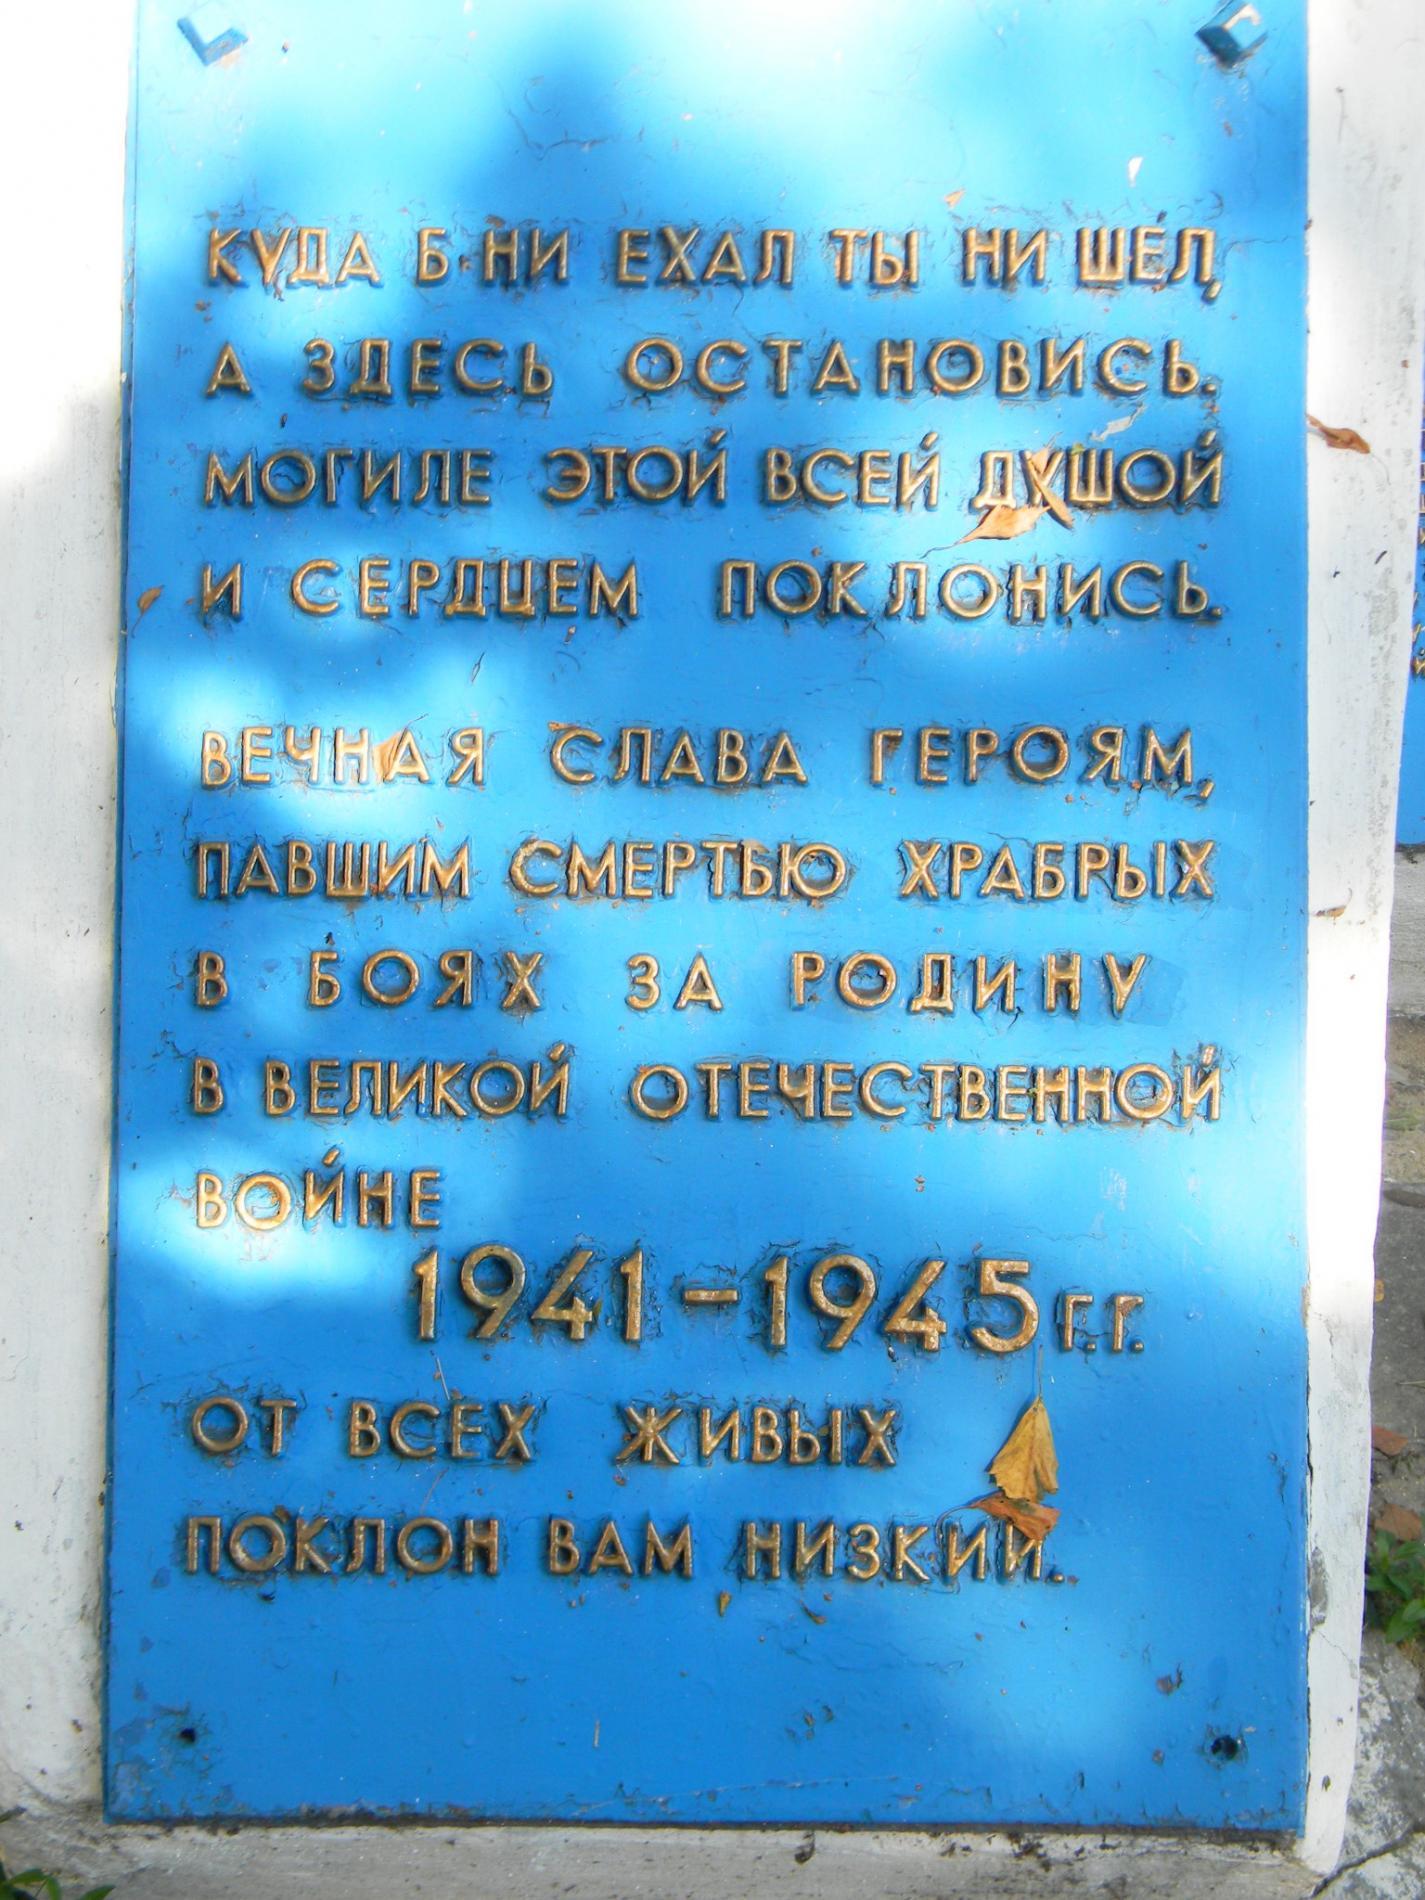 КУДА Б НИ ЕХАЛ ТЫ НИ ШЕЛ,
А ЗДЕСЬ ОСТАНОВИСЬ.
МОГИЛЕ ЭТОЙ ВСЕЙ ДУШОЙ
И СЕРДЦЕМ ПОКЛОНИСЬ.
ВЕЧНАЯ СЛАВА ГЕРОЯМ,
ПАВШИМ СМЕРТЬЮ ХРАБРЫХ
В БОЯХ ЗА РОДИНУ
В ВЕЛИКОЙ ОТЕЧЕСТВЕННОЙ
ВОЙНЕ
1941-1945 г.г.
ОТ ВСЕХ ЖИВЫХ
ПОКЛОН ВАМ НИЗКИЙ.